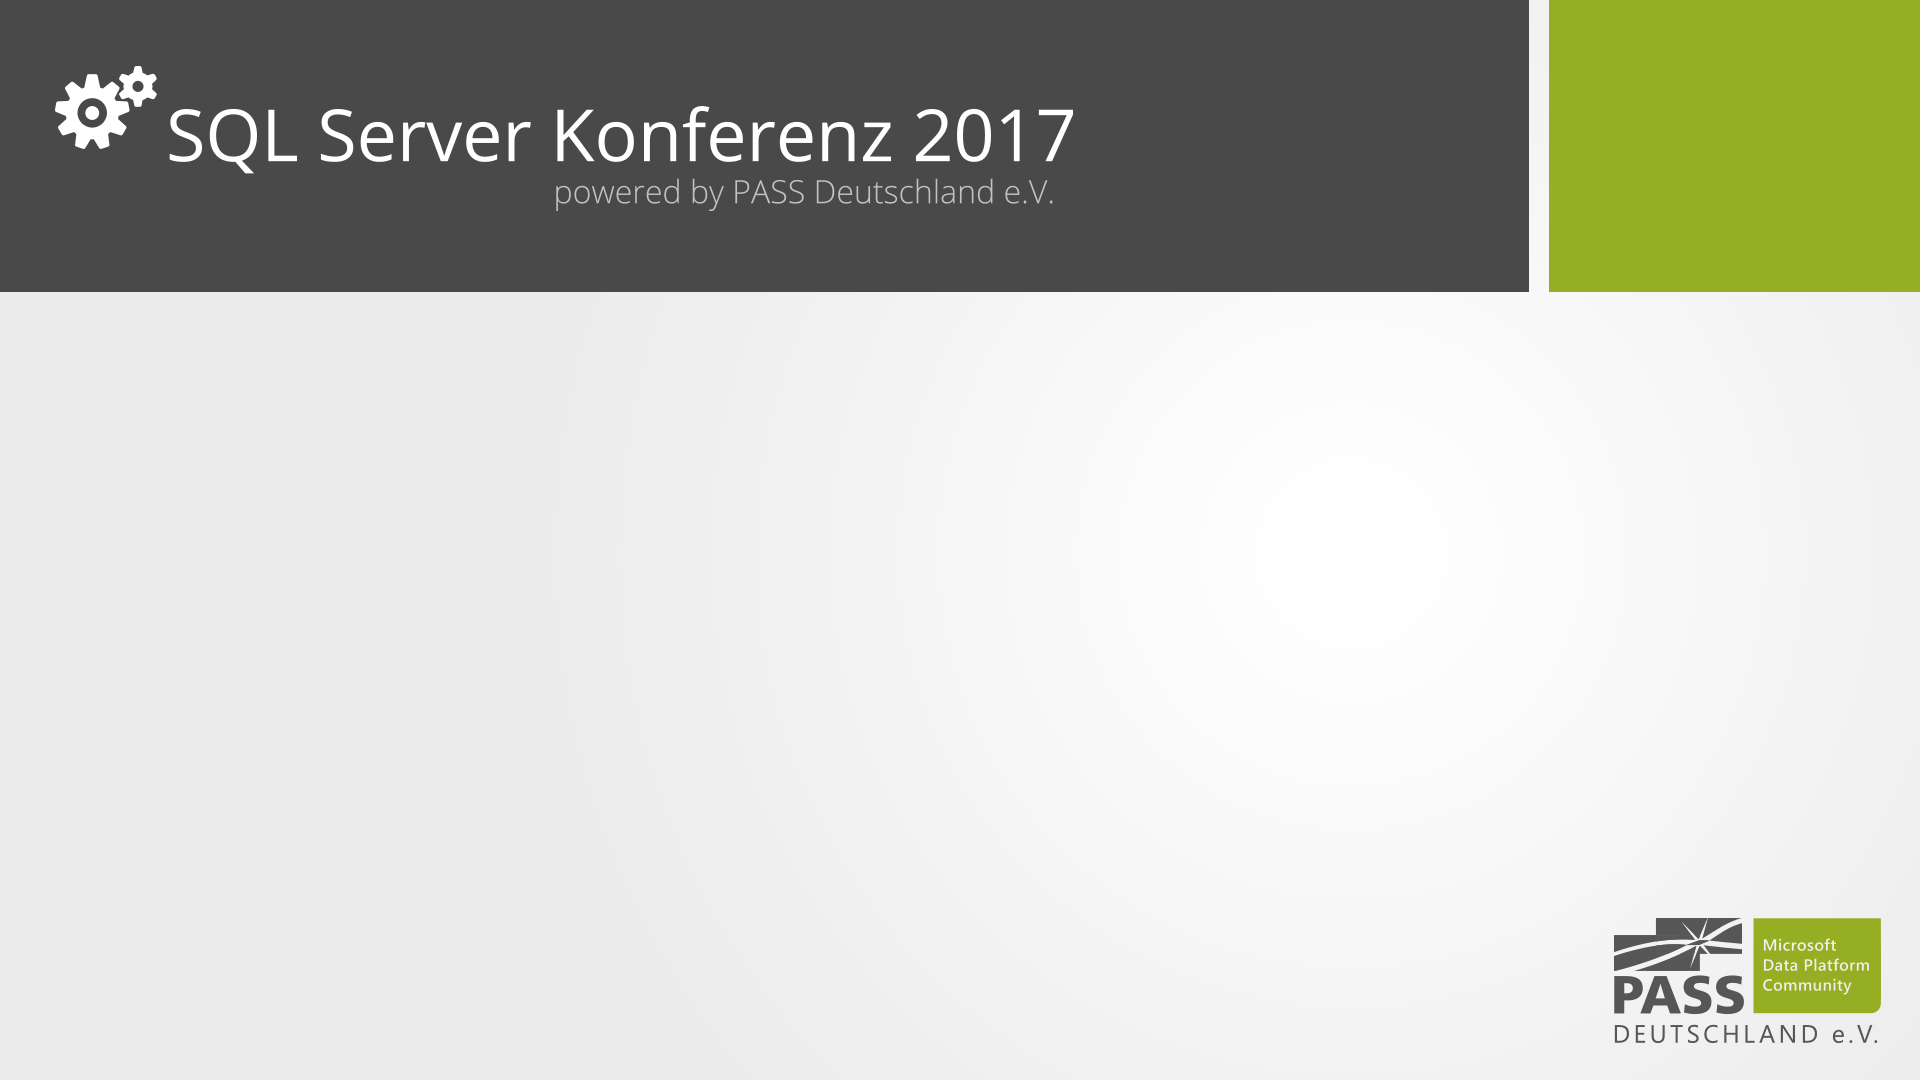 SQL Server Konferenz 2017
powered by PASS Deutschland e.V.
Microsoft
Data Platform
Community
PASS
DEUTSCHLAND e.V.